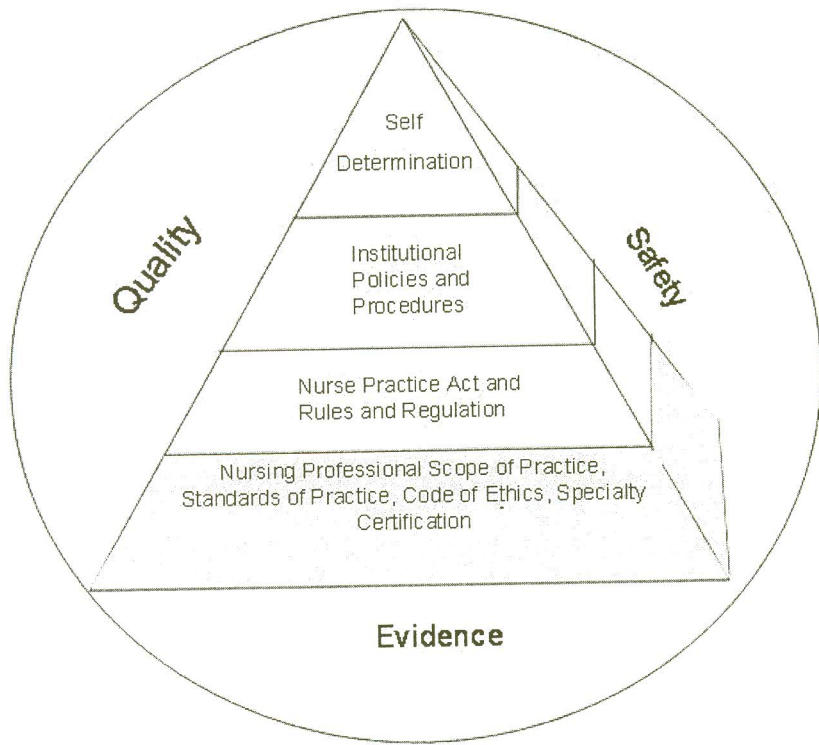 Self
Determination
Quality
Safety
Institutional
Policies and
Procedures
Nurse Practice Act and
Rules and Regulation
Nursing Professional Scope of Practice,
Standards of Practice, Code of Ethics, Specialty
Certification
Evidence